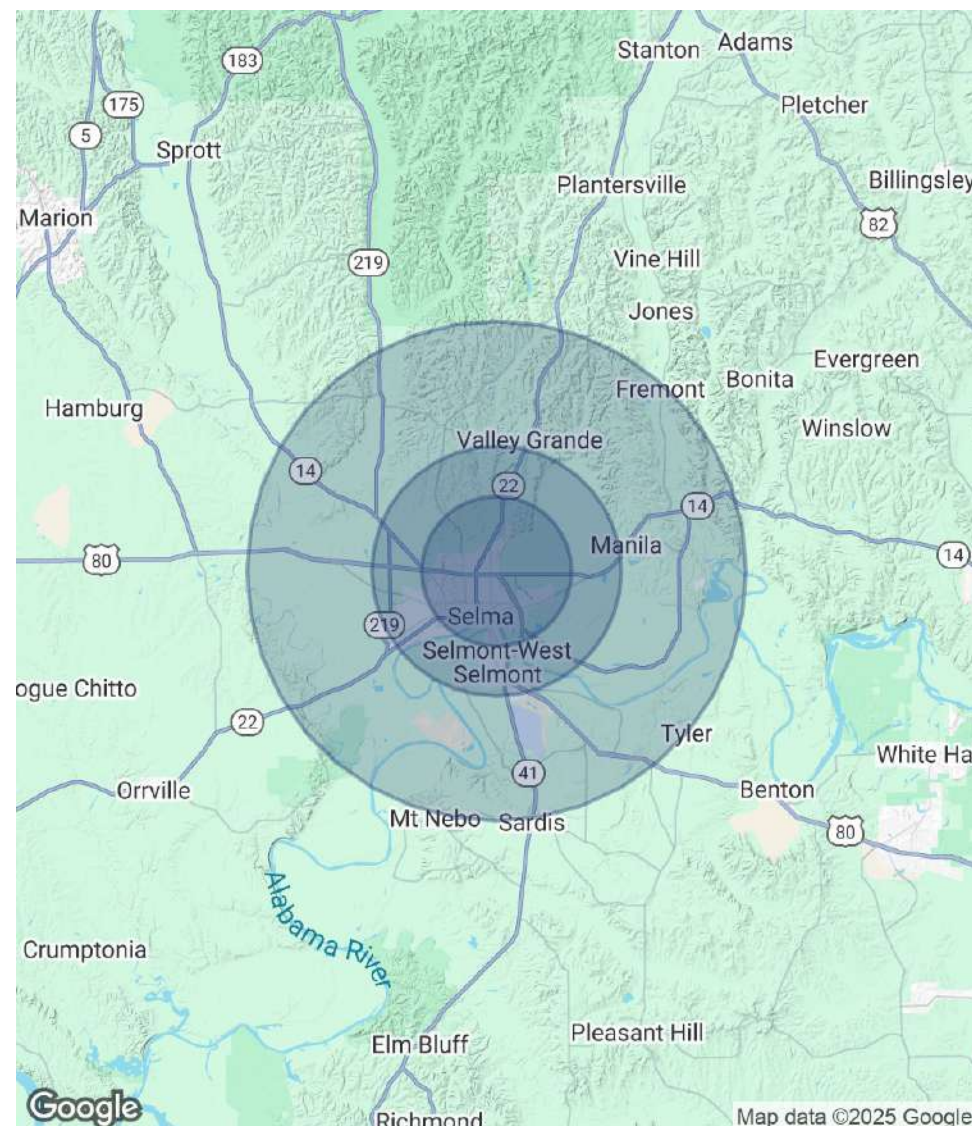 Stanton
Adams
183
175
Pletcher
5
Sprott
Plantersville
Billingsley
Marion
82
Vine Hill
219
Jones
Evergreen
Fremont
Bonita
Hamburg
Winslow
Valley Grande
14
22
14
Manila
80
14
Selma
219
Selmont-West
Selmont
ogue Chitto
22
Tyler
White Ha
41
Orrville
Benton
Mt Nebo
Sardis
80
Alabama River
Crumptonia
Pleasant Hill
Elm Bluff
Google
Richmond
Map data ©2025 Google